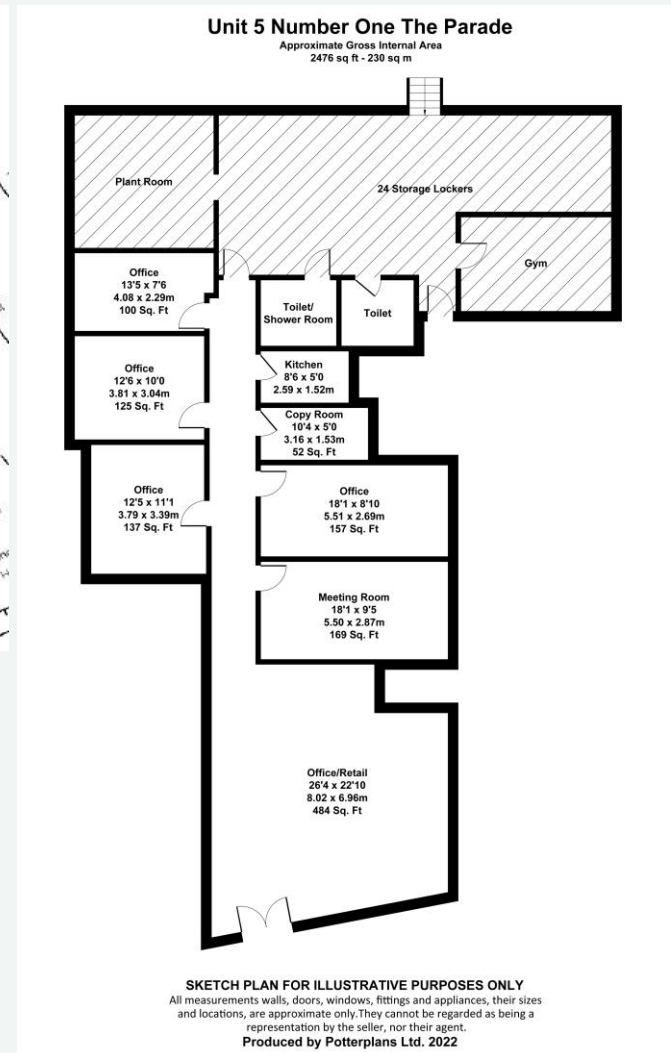 Unit 5 Number One The Parade
Approximate Gross Internal Area
2476 sq ft - 230 sq m
Plant Room
24 Storage Lockers
Gym
Office
13'5 x 7'6
4.08 x 2.29m
100 Sq. Ft
Toilet/
Shower Room
Toilet
Kitchen
8'6 x 5'0
2.59 x 1.52m
Office
12'6 x 10'0
3.81 x 3.04m
125 Sq. Ft
Copy Room
10'4 x 5'0
3.16 x 1.53m
52 Sq. Ft
Office
12'5 x 11'1
3.79 x 3.39m
137 Sq. Ft
Office
18'1 x 8'10
5.51 x 2.69m
157 Sq. Ft
Meeting Room
18'1 x 9'5
5.50 x 2.87m
169 Sq. Ft
Office/Retail
26'4 x 22'10
8.02 x 6.96m
484 Sq. Ft
SKETCH PLAN FOR ILLUSTRATIVE PURPOSES ONLY
All measurements walls, doors, windows, fittings and appliances, their sizes
and locations, are approximate only.They cannot be regarded as being a
representation by the seller, nor their agent.
Produced by Potterplans Ltd. 2022